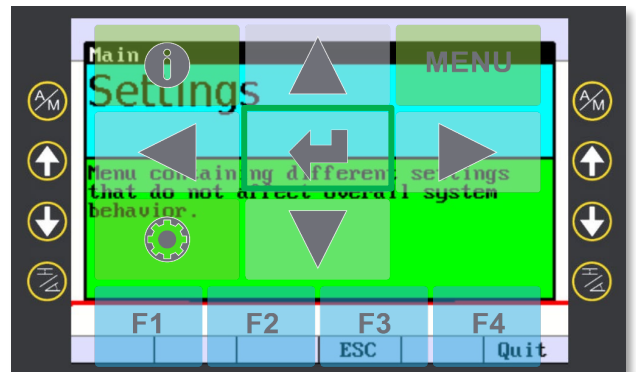 Main
MENU
Settings
A/M
A/M
Menu containing different settings
that do not affect overall system
behavior.
F1 F2 F3 F4
ESC Quit